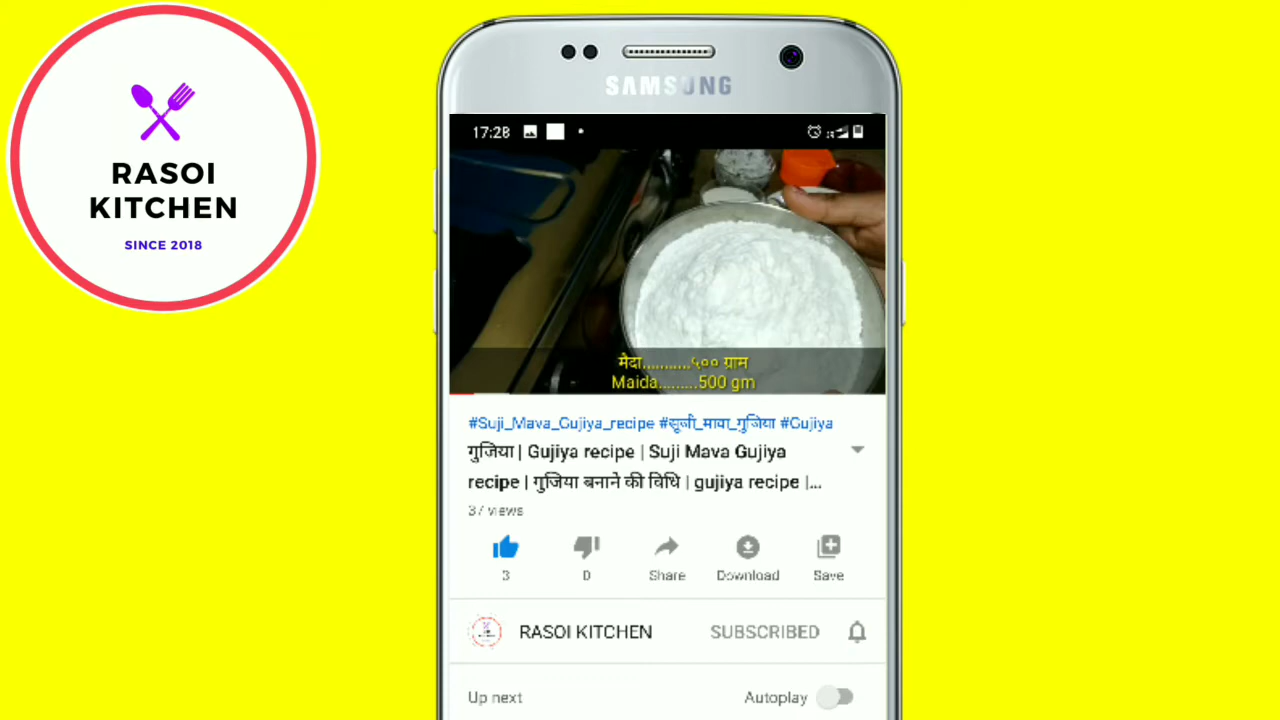 RASOI
KITCHEN
SINCE 2018
SAMSUNG
17:28
मैदा...........५०० ग्राम
Maida.........500 gm
#Suji_Mava_Gujiya_recipe #सूजी_मावा_गुजिया #Gujiya
गुजिया | Gujiya recipe | Suji Mava Gujiya
recipe | गुजिया बनाने की विधि | gujiya recipe |...
37 views
3
0
Share
Download
Save
RASOI KITCHEN
SUBSCRIBED
Up next
Autoplay